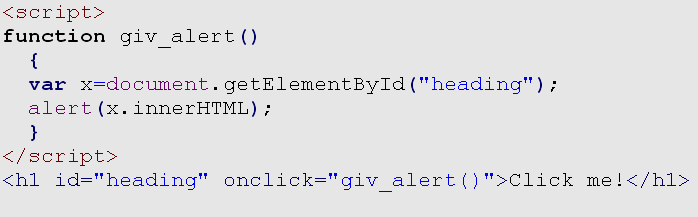 <script>
function giv_alert()
  {
  var x=document.getElementById("heading");
  alert(x.innerHTML);
  }
</script>
<h1 id="heading" onclick="giv_alert()">Click me!</h1>